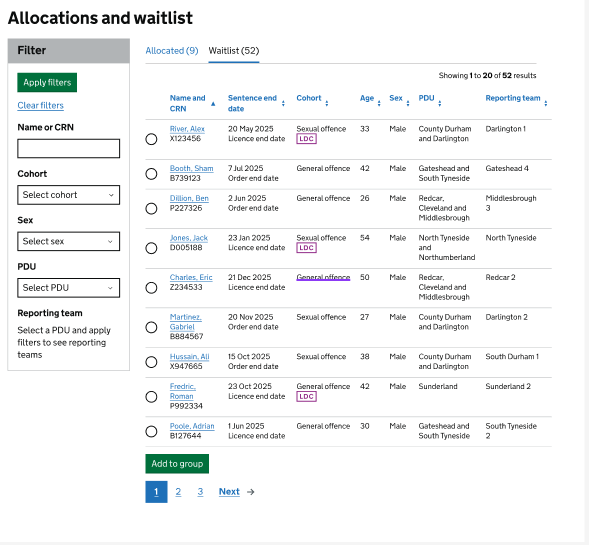 Allocations and waitlist
Filter
Apply filters
Clear filters
Name or CRN
Cohort
Select cohort
Sex
Select sex
PDU
Select PDU
Reporting team
Select a PDU and apply
filters to see reporting
teams
Allocated (9) Waitlist (52)
Showing 1 to 20 of 52 results
Name and CRN Sentence end date Cohort Age Sex PDU Reporting team
River, Alex 20 May 2025 Sexual offence 33 Male County Durham Darlington 1
X123456 Licence end date LDC and Darlington
Booth, Sham 7 Jul 2025 General offence 42 Male Gateshead and Gateshead 4
B739123 Order end date South Tyneside
Dillion, Ben 2 Jun 2025 General offence 26 Male Redcar, Middlesbrough
P227326 Order end date Cleveland and 3
Middlesbrough
Jones, Jack 23 Jan 2025 Sexual offence 54 Male North Tyneside North Tyneside
D005188 Licence end date LDC and
Northumberland
Charles, Eric 21 Dec 2025 General offence 50 Male Redcar, Redcar 2
Z234533 Licence end date Cleveland and
Middlesbrough
Martinez, 20 Nov 2025 Sexual offence 27 Male County Durham Darlington 2
Gabriel Order end date and Darlington
B884567
Hussain, Ali 15 Oct 2025 Sexual offence 38 Male County Durham South Durham 1
X947665 Order end date and Darlington
Fredric, 23 Oct 2025 General offence 42 Male Sunderland Sunderland 2
Roman Licence end date LDC
P992334
Poole, Adrian 1 Jun 2025 General offence 30 Male Gateshead and South Tyneside
B127644 Licence end date South Tyneside 2
Add to group
1 2 3 Next →